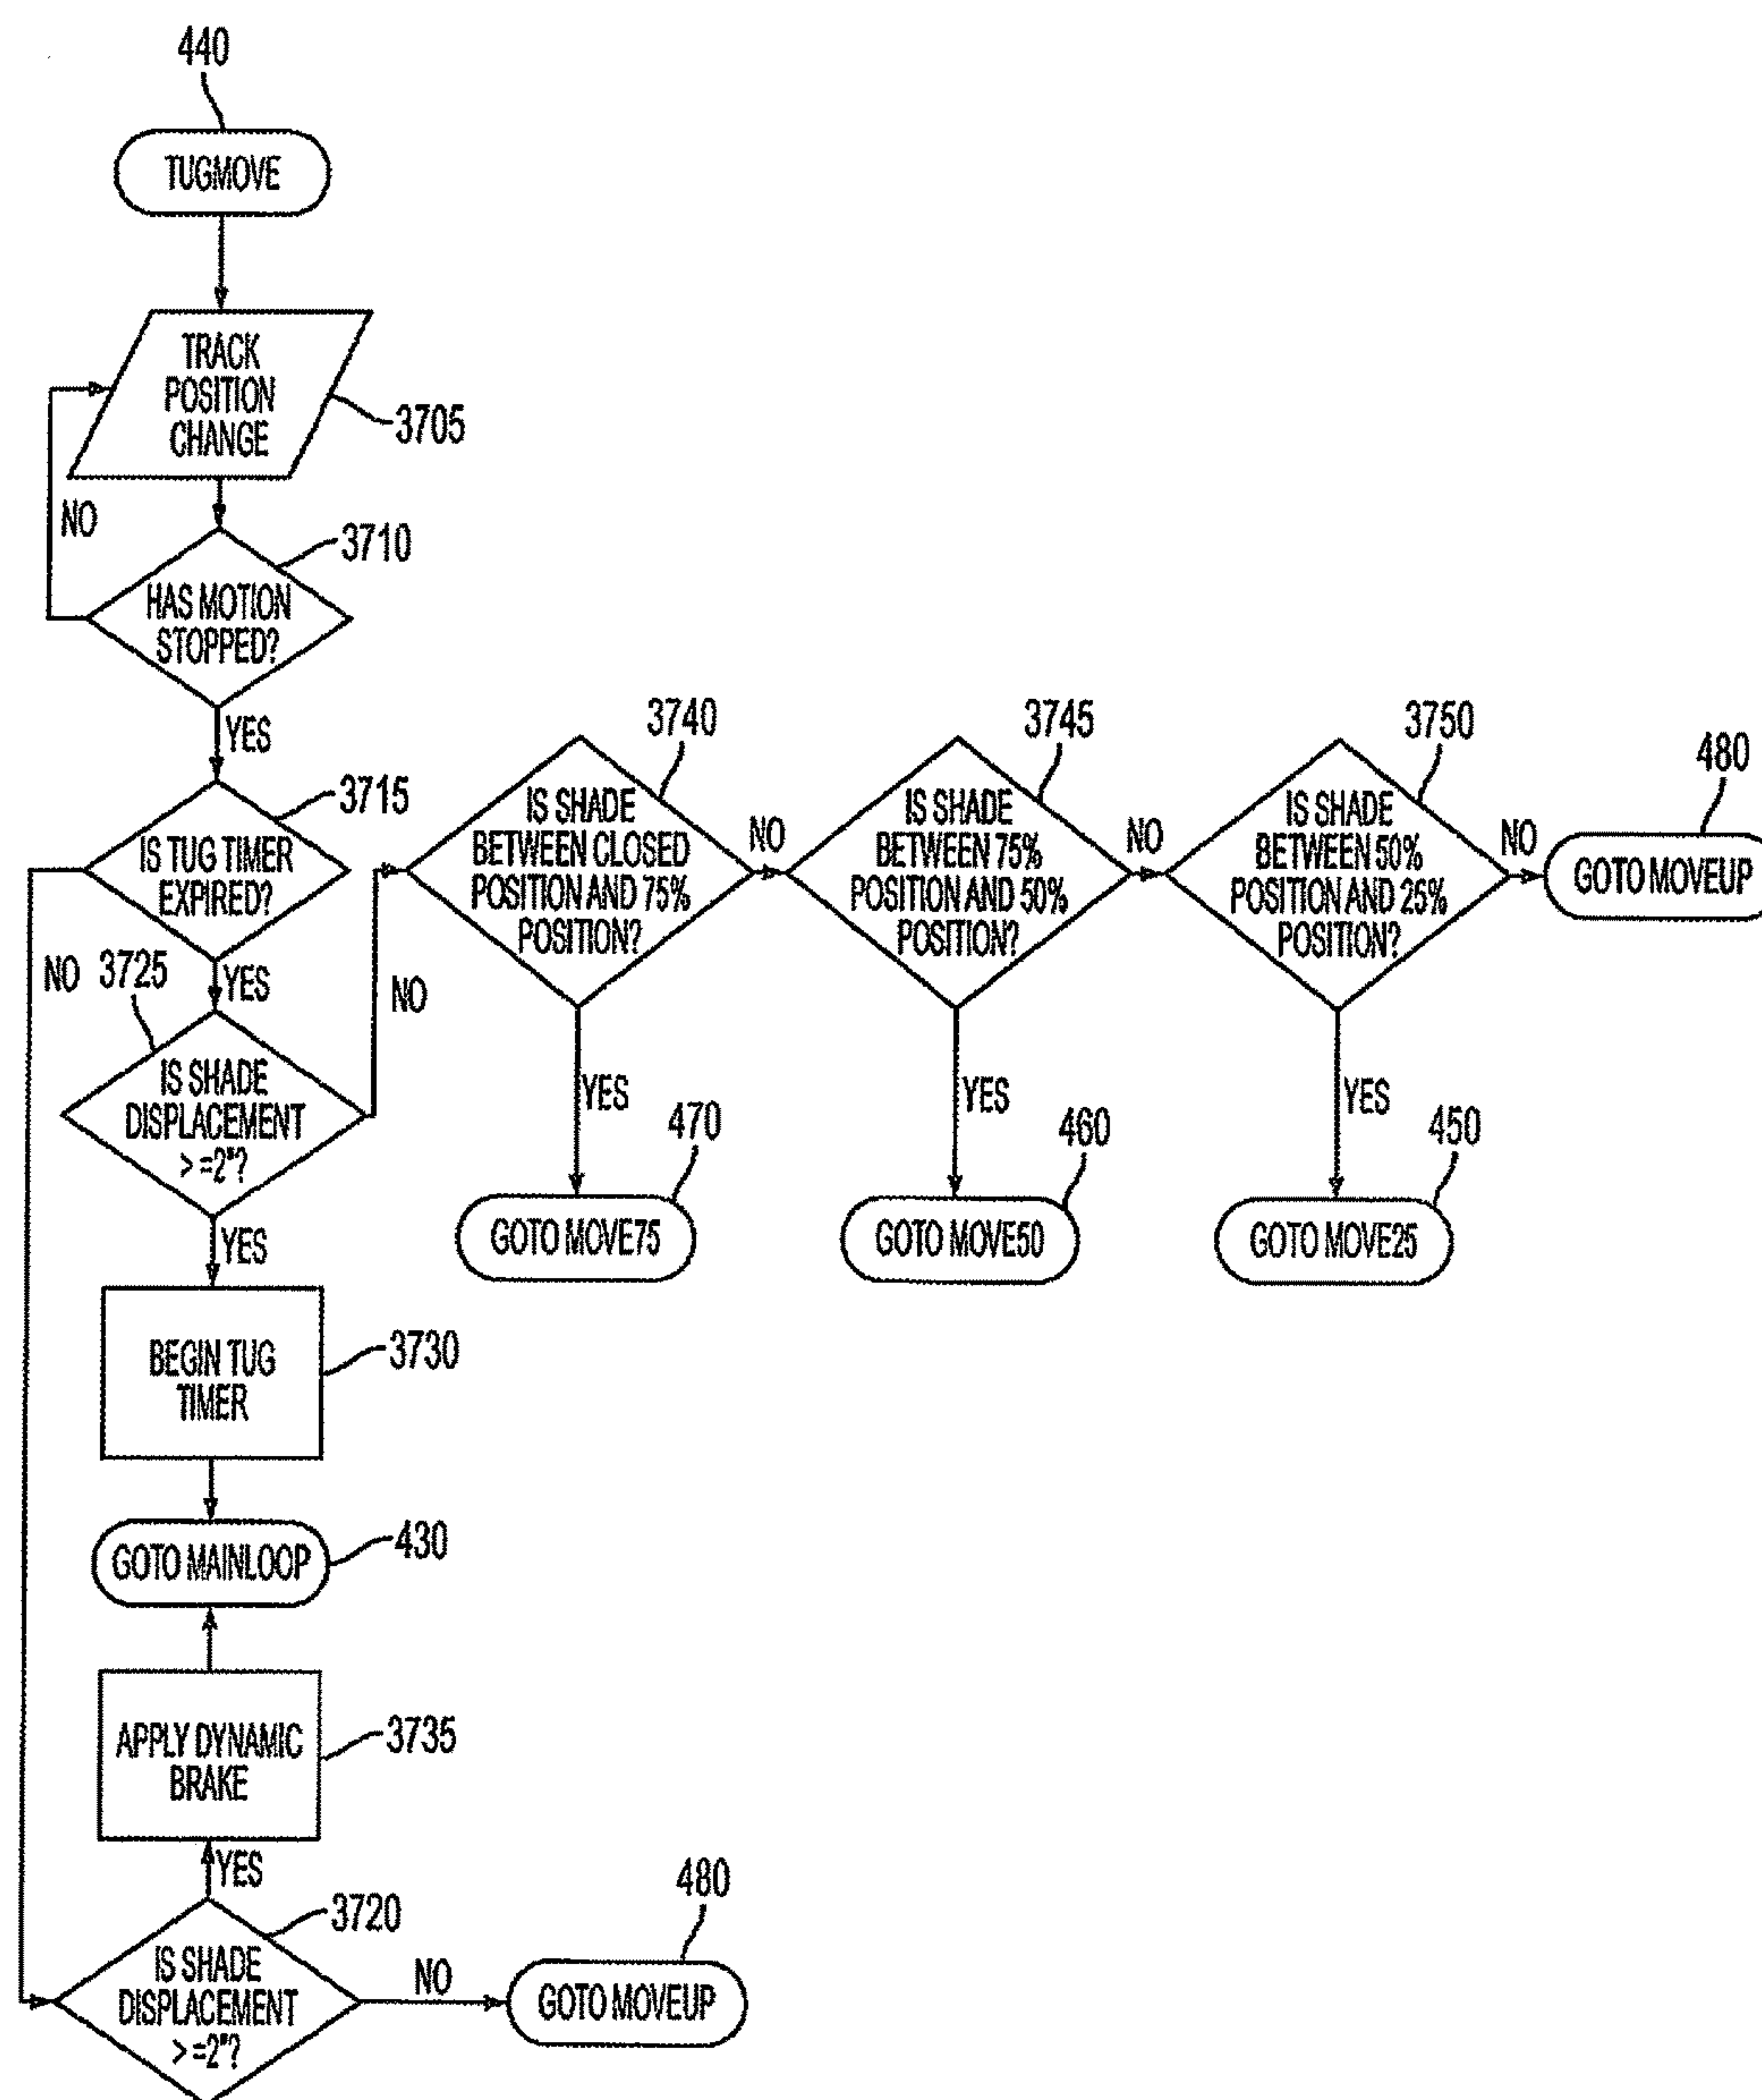 440
TUGMOVE
TRACK
POSITION
CHANGE
3705
NO
3710
HAS MOTION
STOPPED?
YES
3715
IS TUG TIMER
EXPIRED?
NO
YES
3725
IS SHADE
DISPLACEMENT
> =2"?
NO
3740
IS SHADE
BETWEEN CLOSED
POSITION AND 75%
POSITION?
NO
3745
IS SHADE
BETWEEN 75%
POSITION AND 50%
POSITION?
NO
3750
IS SHADE
BETWEEN 50%
POSITION AND 25%
POSITION?
NO
480
GOTO MOVEUP
YES
470
GOTO MOVE75
YES
460
GOTO MOVE50
YES
450
GOTO MOVE25
YES
BEGIN TUG
TIMER
3730
GOTO MAINLOOP
430
APPLY DYNAMIC
BRAKE
3735
YES
3720
IS SHADE
DISPLACEMENT
> =2"?
NO
480
GOTO MOVEUP